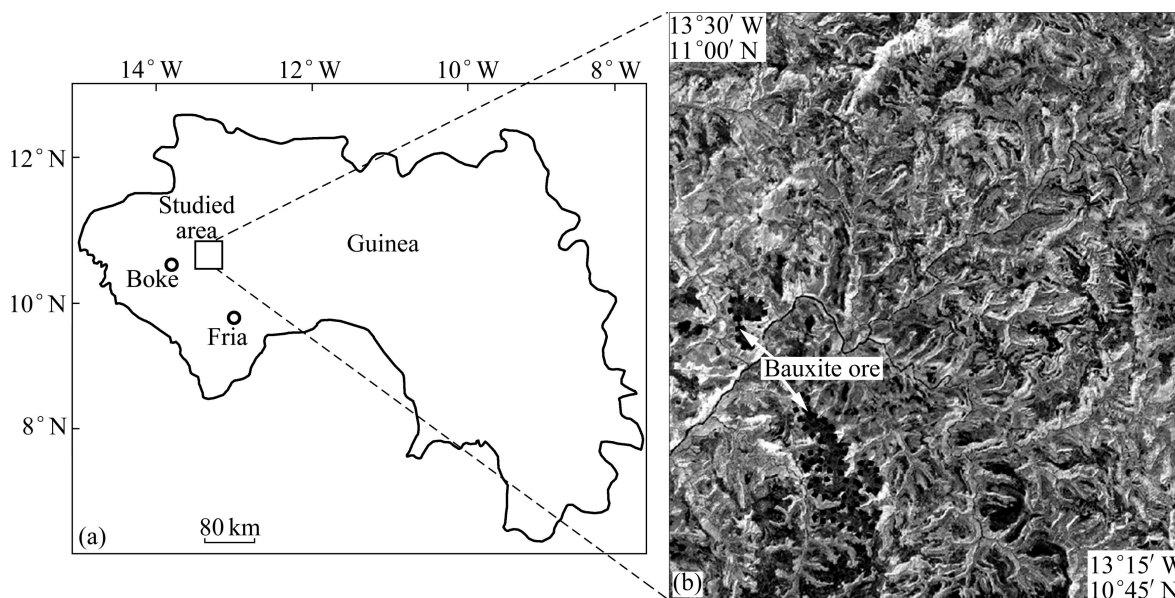 14°W
12°W
10°W
8°W
12°N
10°N
8°N
Studied
area
Guinea
Boke
Fria
80 km
(a)
13°30′ W
11°00′ N
Bauxite ore
13°15′ W
10°45′ N
(b)